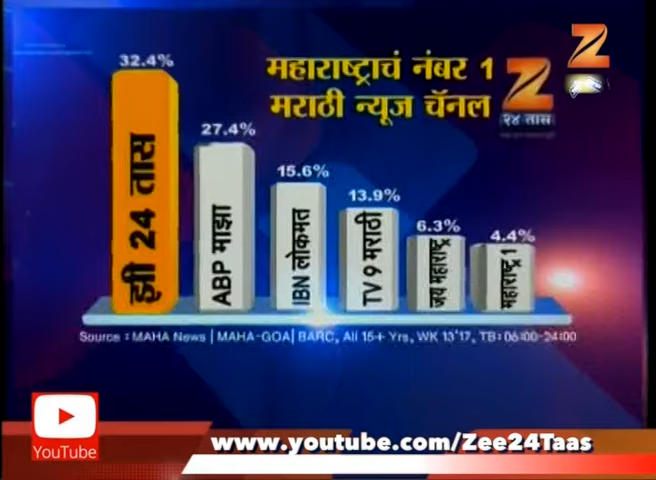 महाराष्ट्राचं नंबर 1
मराठी न्यूज चॅनल
२४ तास
32.4%
27.4%
15.6%
13.9%
6.3%
4.4%
झी 24 तास
ABP माझा
IBN लोकमत
TV 9 मराठी
जय महाराष्ट्र
महाराष्ट्र 1
Source : MAHA News | MAHA-GOA| BARC, All 15+ Yrs, WK 13'17, TB: 06:00-24:00
YouTube
www.youtube.com/Zee24Taas